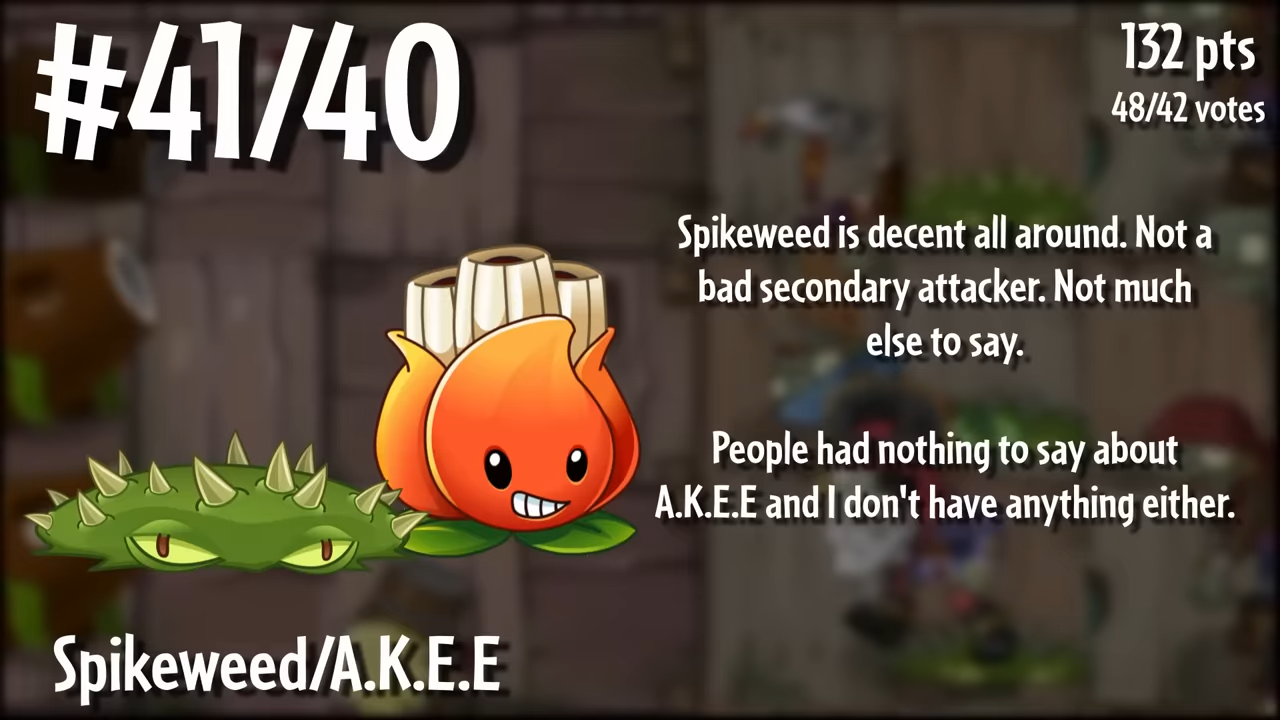 #41/40
132 pts
48/42 votes
Spikeweed is decent all around. Not a
bad secondary attacker. Not much
else to say.
People had nothing to say about
A.K.E.E and I don't have anything either.
Spikeweed/A.K.E.E